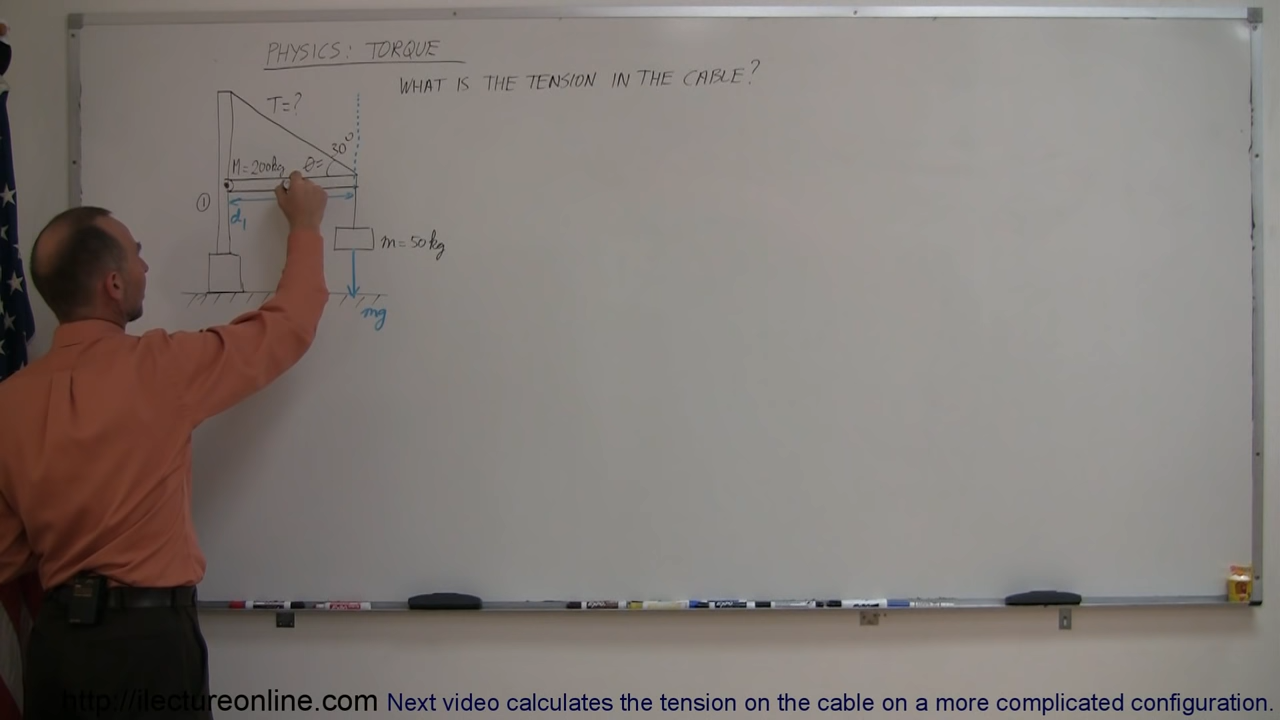 PHYSICS: TORQUE
WHAT IS THE TENSION IN THE CABLE?
T=?
30°
M=200kg θ=
①
d₁
m=50kg
mg
http://ilectureonline.com Next video calculates the tension on the cable on a more complicated configuration.